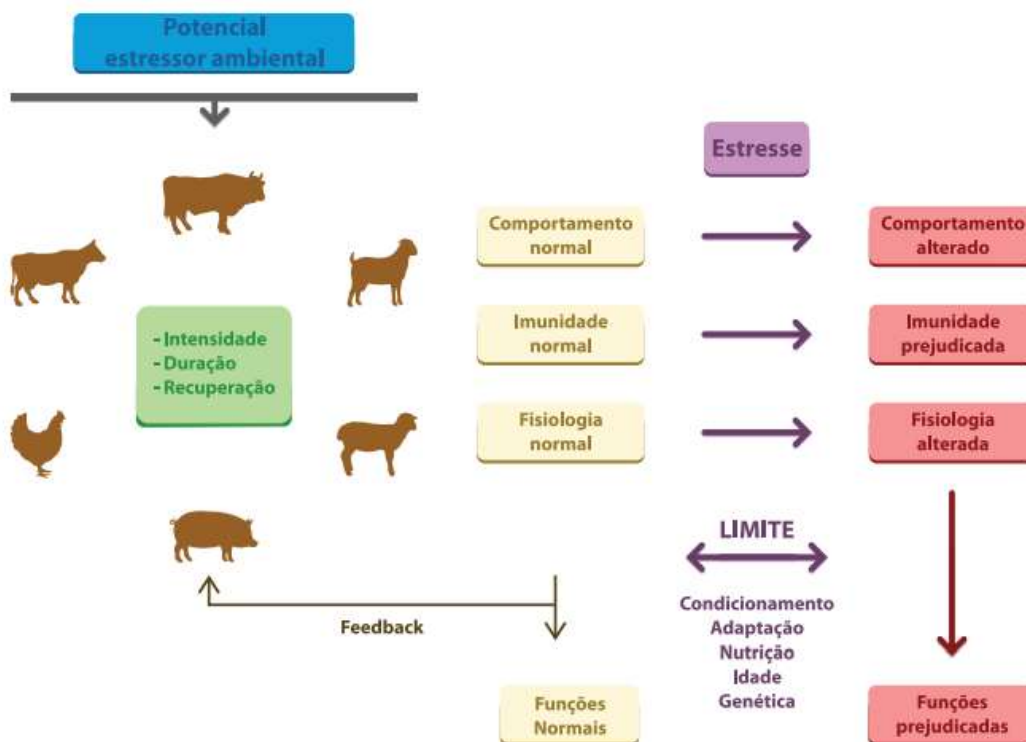 Potencial
estressor ambiental
Estresse
- Intensidade
- Duração
- Recuperação
Comportamento
normal
Comportamento
alterado
Imunidade
normal
Imunidade
prejudicada
Fisiologia
normal
Fisiologia
alterada
LIMITE
Condicionamento
Adaptação
Nutrição
Idade
Genética
Feedback
Funções
Normais
Funções
prejudicadas